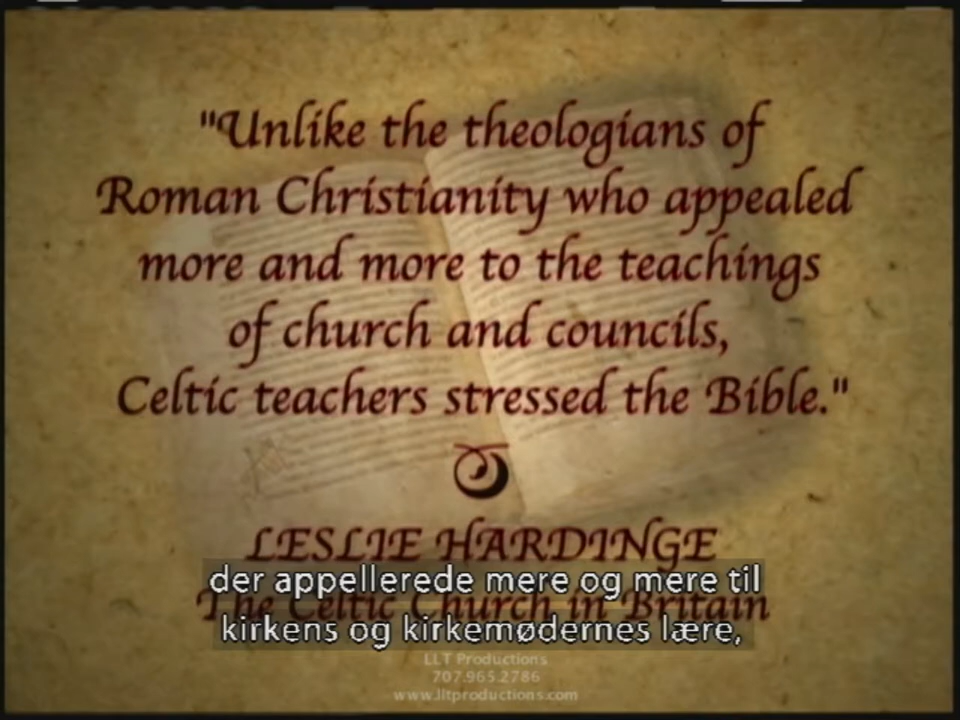 "Unlike the theologians of
Roman Christianity who appealed
more and more to the teachings
of church and councils,
Celtic teachers stressed the Bible."
LESLIE HARDINGE
The Celtic Church in Britain
der appellerede mere og mere til
kirkens og kirkemødernes lære,
LLT Productions
707.965.2786
www.lltproductions.com